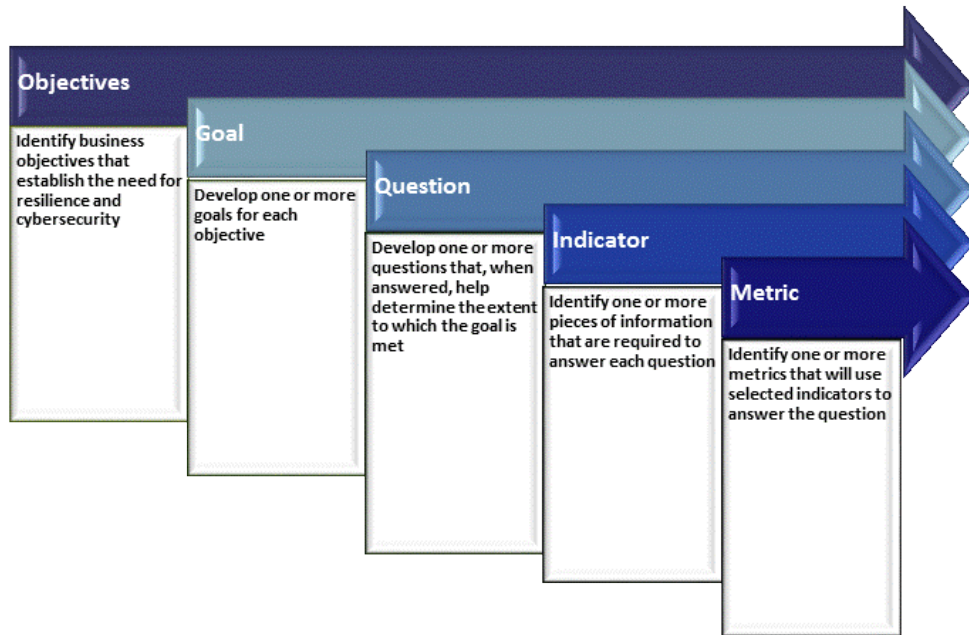 Objectives
Identify business
objectives that
establish the need for
resilience and
cybersecurity
Goal
Develop one or more
goals for each
objective
Question
Develop one or more
questions that, when
answered, help
determine the extent
to which the goal is
met
Indicator
Identify one or more
pieces of information
that are required to
answer each question
Metric
Identify one or more
metrics that will use
selected indicators to
answer the question